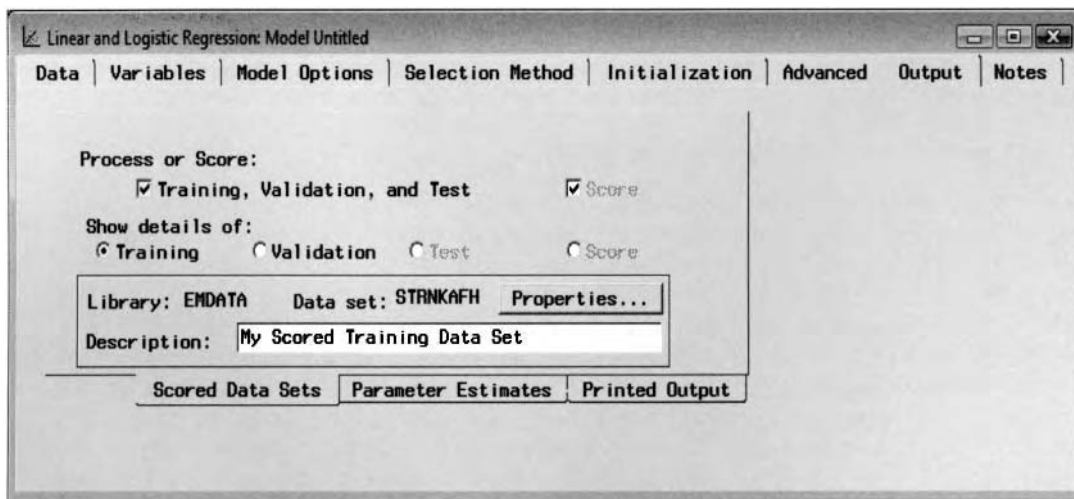 Linear and Logistic Regression: Model Untitled
Data | Variables | Model Options | Selection Method | Initialization | Advanced Output | Notes |
Process or Score:
Training, Validation, and Test Score
Show details of:
Training Validation Test Score
Library: EMDATA Data set: STRNKAFH Properties...
Description: My Scored Training Data Set
Scored Data Sets Parameter Estimates Printed Output